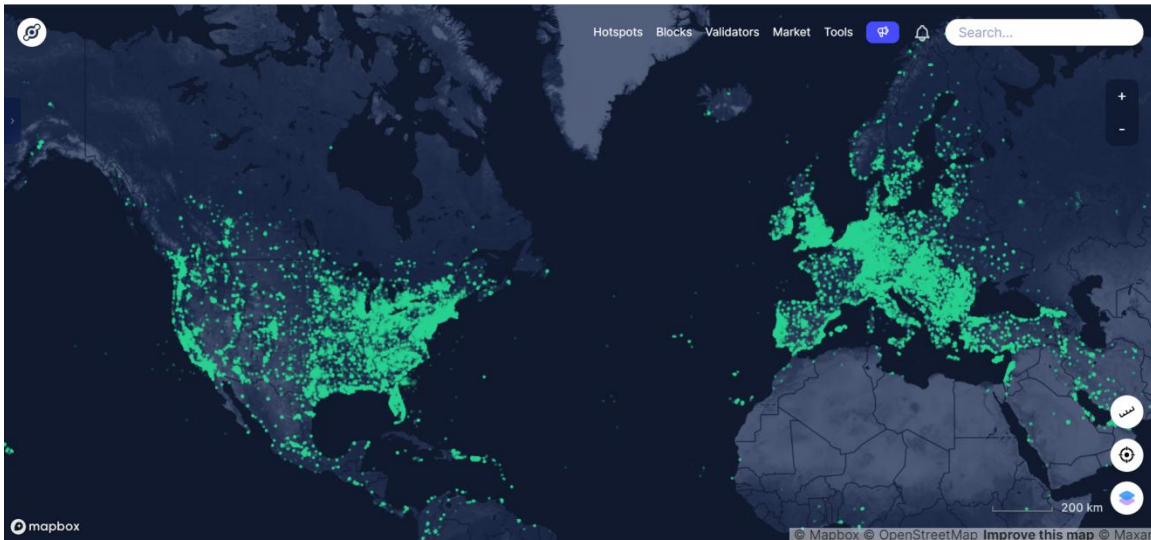 Hotspots Blocks Validators Market Tools Search...
+
-
200 km
mapbox
© Mapbox © OpenStreetMap Improve this map © Maxar